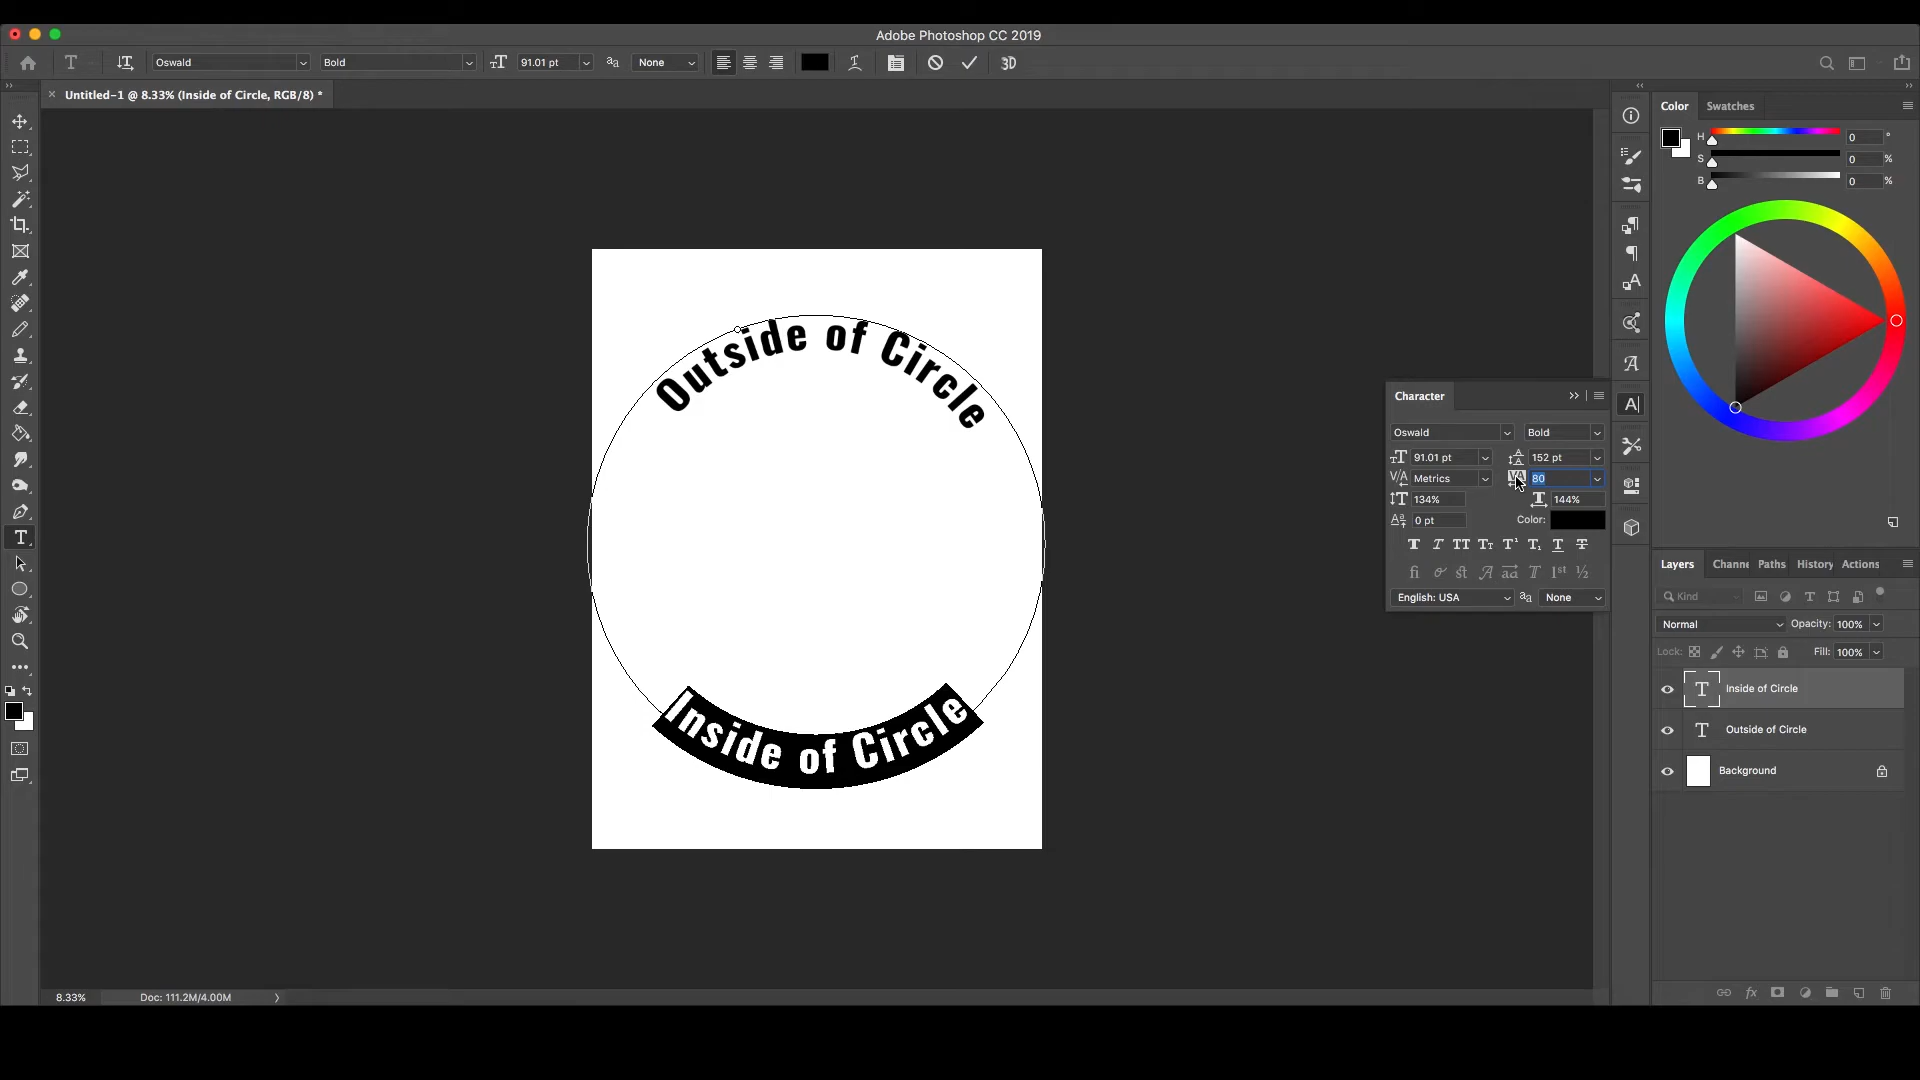 Adobe Photoshop CC 2019
Oswald Bold 91.01 pt None 3D
Untitled-1 @ 8.33% (Inside of Circle, RGB/8) *
Color Swatches
H 0 °
S 0 %
B 0 %
Outside of Circle
Inside of Circle
Character
Oswald Bold
91.01 pt 152 pt
Metrics 80
134% 144%
0 pt Color:
English: USA None
Layers Channe Paths History Actions
Kind
Normal Opacity: 100%
Lock: Fill: 100%
Inside of Circle
Outside of Circle
Background
8.33% Doc: 111.2M/4.00M